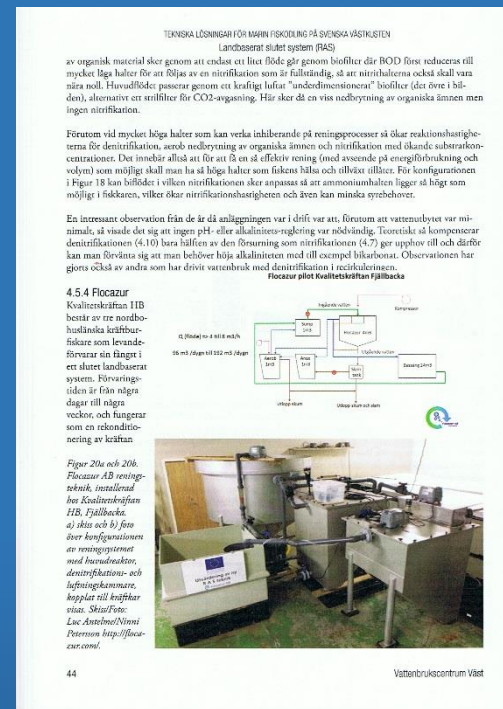 TEKNISKA LÖSNINGAR FÖR MARIN FISKODLING PÅ SVENSKA VÄSTKUSTEN
Landbaserat slutet system (RAS)
av organisk material sker genom att endast ett litet flöde går genom biofilter där BOD först reduceras till
mycket låga halter för att följas av en nitrifikation som är fullständig, så att nitrithalterna också skall vara
nära noll. Huvudflödet passerar genom ett kraftigt luftat "underdimensionerat" biofilter (det övre i bil-
den), alternativt ett strilfilter för CO2-avgasning. Här sker då en viss nedbrytning av organiska ämnen men
ingen nitrifikation.
Förutom vid mycket höga halter som kan verka inhiberande på reningsprocesser så ökar reaktionshastighe-
terna för denitrifikation, aerob nedbrytning av organiska ämnen och nitrifikation med ökande substratkon-
centrationer. Det innebär alltså att för att få en så effektiv rening (med avseende på energiförbrukning och
volym) som möjligt skall man ha så höga halter som fiskens hälsa och tillväxt tillåter. För konfigurationen
i Figur 18 kan biflödet i vilken nitrifikationen sker anpassas så att ammoniumhalten ligger så högt som
möjligt i fiskkaren, vilket ökar nitrifikationshastigheten och även kan minska syrebehovet.
En intressant observation från de år då anläggningen var i drift var att, förutom att vattenutbytet var mi-
nimalt, så visade det sig att ingen pH- eller alkalinitets-reglering var nödvändig. Teoretiskt så kompenserar
denitrifikationen (4.10) bara hälften av den försurning som nitrifikationen (4.7) ger upphov till och därför
kan man förvänta sig att man behöver höja alkaliniteten med till exempel bikarbonat. Observationen har
gjorts också av andra som har drivit vattenbruk med denitrifikation i recirkuleringen.
Flocazur pilot Kvalitetskräftan Fjällbacka
4.5.4 Flocazur
Kvalitetskräftan HB
består av tre nordbo-
huslänska kräftbur-
fiskare som levande-
förvarar sin fångst i
ett slutet landbaserat
system. Förvarings-
tiden är från några
dagar till några
veckor, och fungerar
som en rekonditio-
nering av kräftan
Ingående vatten
Kompressor
Sump
Utgående vatten
Aerob
Anox
Utlopp skum
Utlopp skum och slam
Figur 20a och 20b.
Flocazur AB renings-
teknik, installerad
hos Kvalitetskräftan
HB, Fjällbacka.
a) skiss och b) foto
över konfigurationen
av reningssystemet
med huvudreaktor,
denitrifikations- och
luftningskammare,
kopplat till kräftkar
visas. Skiss/Foto:
Luc Antelme/Ninni
Petersson http://floca-
zur.com/.
44
Vattenbrukscentrum Väst